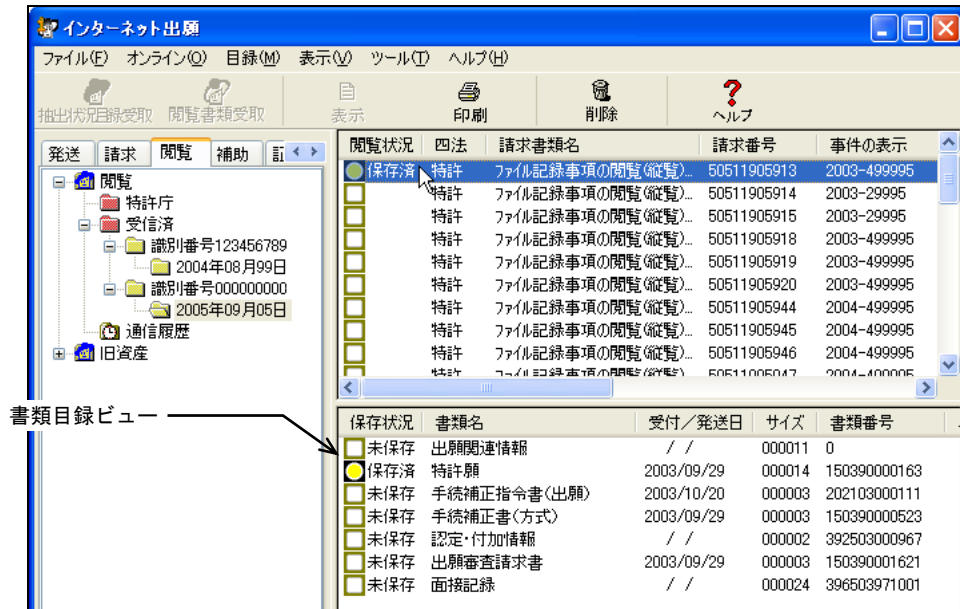 インターネット出願
ファイル(F) オンライン(O) 目録(M) 表示(V) ツール(T) ヘルプ(H)
抽出状況目録受取 閲覧書類受取 表示 印刷 削除 ヘルプ
発送 請求 閲覧 補助
閲覧
特許庁
受信済
識別番号123456789
2004年08月99日
識別番号000000000
2005年09月05日
通信履歴
旧資産
閲覧状況 四法 請求書類名 請求番号 事件の表示
保存済 特許 ファイル記録事項の閲覧(縦覧)... 50511905913 2003-499995
特許 ファイル記録事項の閲覧(縦覧)... 50511905914 2003-29995
特許 ファイル記録事項の閲覧(縦覧)... 50511905915 2003-29995
特許 ファイル記録事項の閲覧(縦覧)... 50511905918 2003-499995
特許 ファイル記録事項の閲覧(縦覧)... 50511905919 2003-499995
特許 ファイル記録事項の閲覧(縦覧)... 50511905920 2003-499995
特許 ファイル記録事項の閲覧(縦覧)... 50511905944 2004-499995
特許 ファイル記録事項の閲覧(縦覧)... 50511905945 2004-499995
特許 ファイル記録事項の閲覧(縦覧)... 50511905946 2004-499995
特許 ファイル記録事項の閲覧(縦覧)... 50511905947 2004-499995
書類目録ビュー
保存状況 書類名 受付/発送日 サイズ 書類番号
未保存 出願関連情報 / / 000011 0
保存済 特許願 2003/09/29 000014 150390000163
未保存 手続補正指令書(出願) 2003/10/20 000003 202103000111
未保存 手続補正書(方式) 2003/09/29 000003 150390000523
未保存 認定・付加情報 / / 000002 392503000967
未保存 出願審査請求書 2003/09/29 000003 150390001621
未保存 面接記録 / / 000024 396503971001